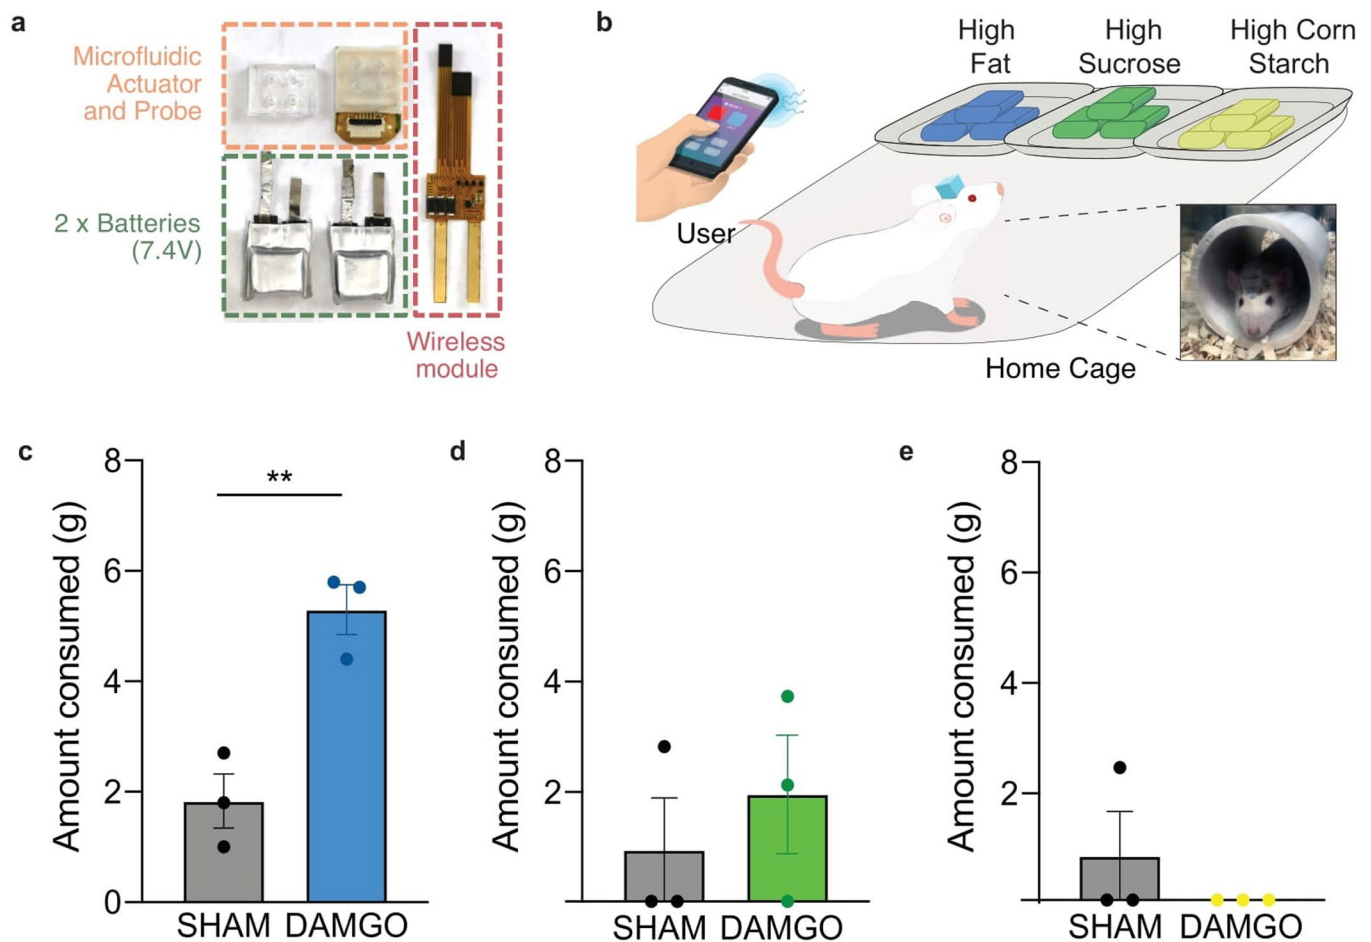 a
Microfluidic
Actuator
and Probe
2 x Batteries
(7.4V)
Wireless
module
b
High
Fat
High
Sucrose
High Corn
Starch
User
Home Cage
c
Amount consumed (g)
8
6
4
2
0
**
SHAM
DAMGO
d
Amount consumed (g)
8
6
4
2
SHAM
DAMGO
e
Amount consumed (g)
8
6
4
2
SHAM
DAMGO